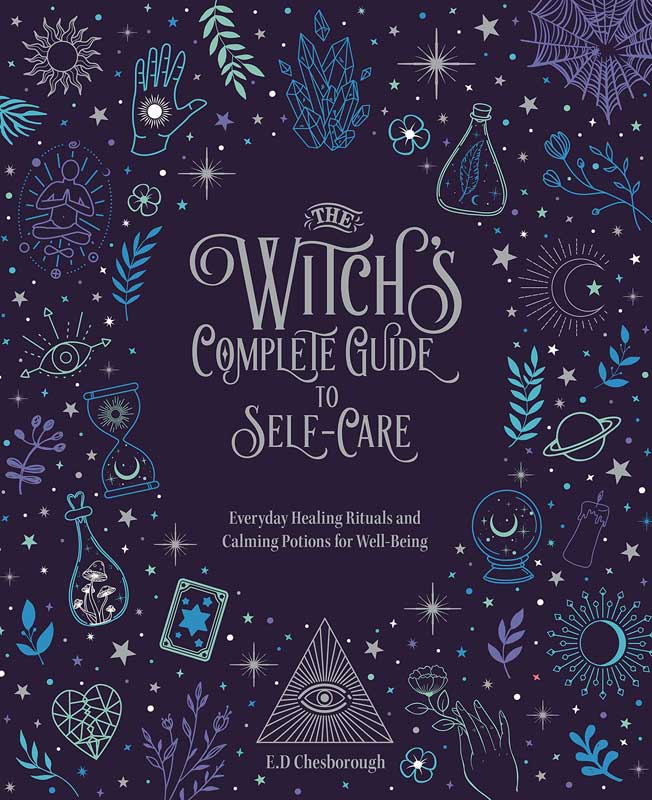 THE
WITCH'S
COMPLETE GUIDE
TO
SELF-CARE
Everyday Healing Rituals and
Calming Potions for Well-Being
E.D Chesborough